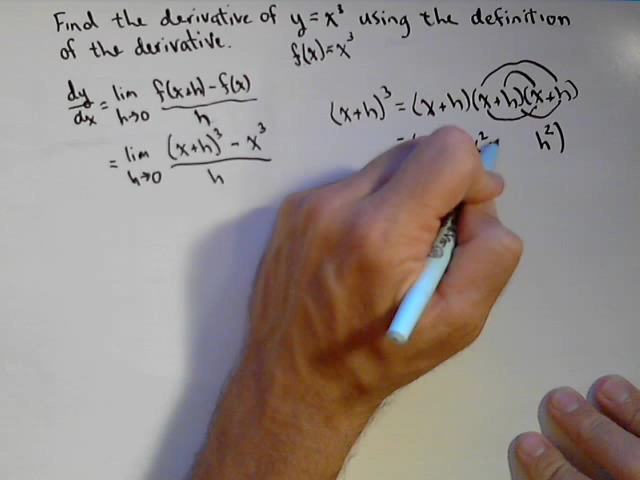 Find the derivative of y = x³ using the definition
of the derivative. f(x) = x³
dy/dx = lim h→0 f(x+h) - f(x) / h
(x+h)³ = (x+h)(x+h)(x+h)
= lim h→0 (x+h)³ - x³ / h
= ( h²)